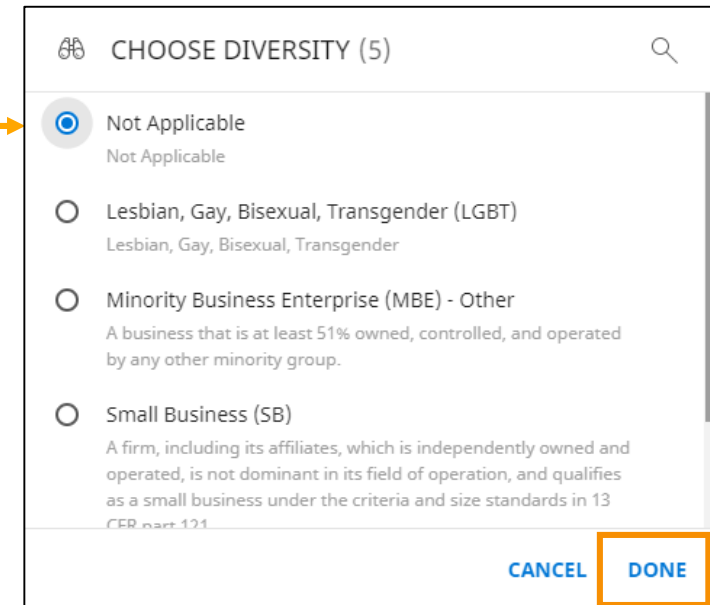 CHOOSE DIVERSITY (5)
Not Applicable
Not Applicable
Lesbian, Gay, Bisexual, Transgender (LGBT)
Lesbian, Gay, Bisexual, Transgender
Minority Business Enterprise (MBE) - Other
A business that is at least 51% owned, controlled, and operated
by any other minority group.
Small Business (SB)
A firm, including its affiliates, which is independently owned and
operated, is not dominant in its field of operation, and qualifies
as a small business under the criteria and size standards in 13
CFR part 121
CANCEL DONE